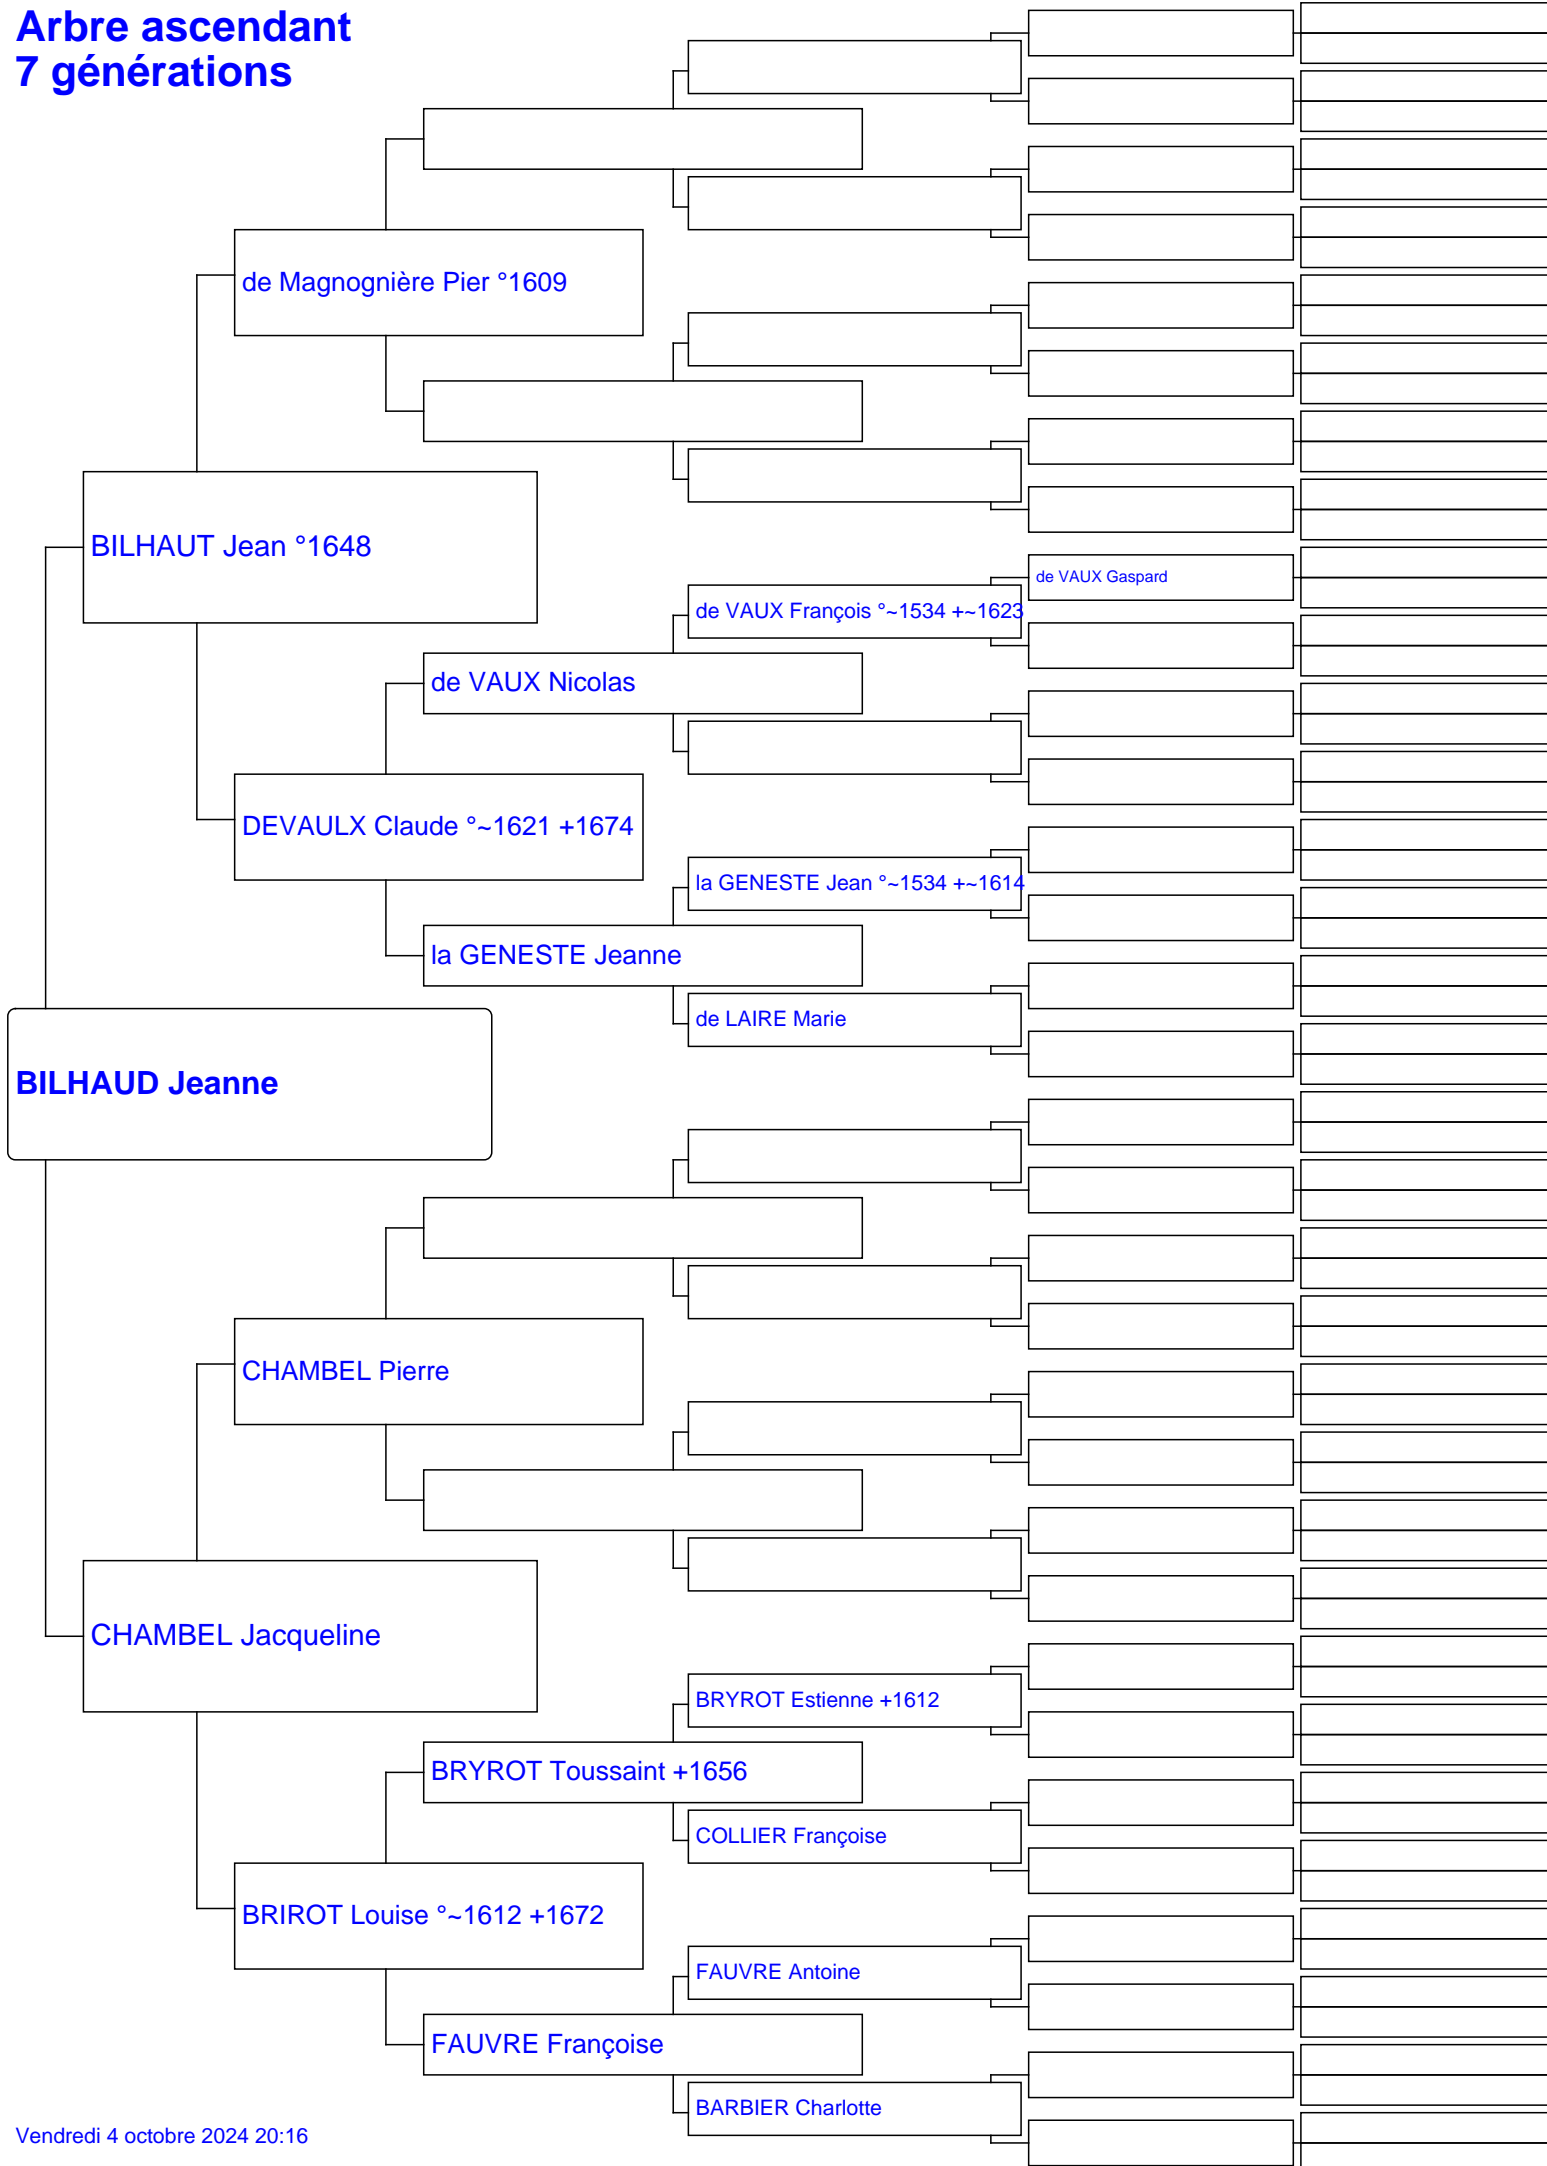 Arbre ascendant
7 générations
de Magnognière Pier °1609
BILHAUT Jean °1648
de VAUX Gaspard
de VAUX François °~1534 +~1623
de VAUX Nicolas
DEVAULX Claude °~1621 +1674
la GENESTE Jean °~1534 +~1614
la GENESTE Jeanne
de LAIRE Marie
BILHAUD Jeanne
CHAMBEL Pierre
CHAMBEL Jacqueline
BRYROT Estienne +1612
BRYROT Toussaint +1656
COLLIER Françoise
BRIROT Louise °~1612 +1672
FAUVRE Antoine
FAUVRE Françoise
BARBIER Charlotte
Vendredi 4 octobre 2024 20:16